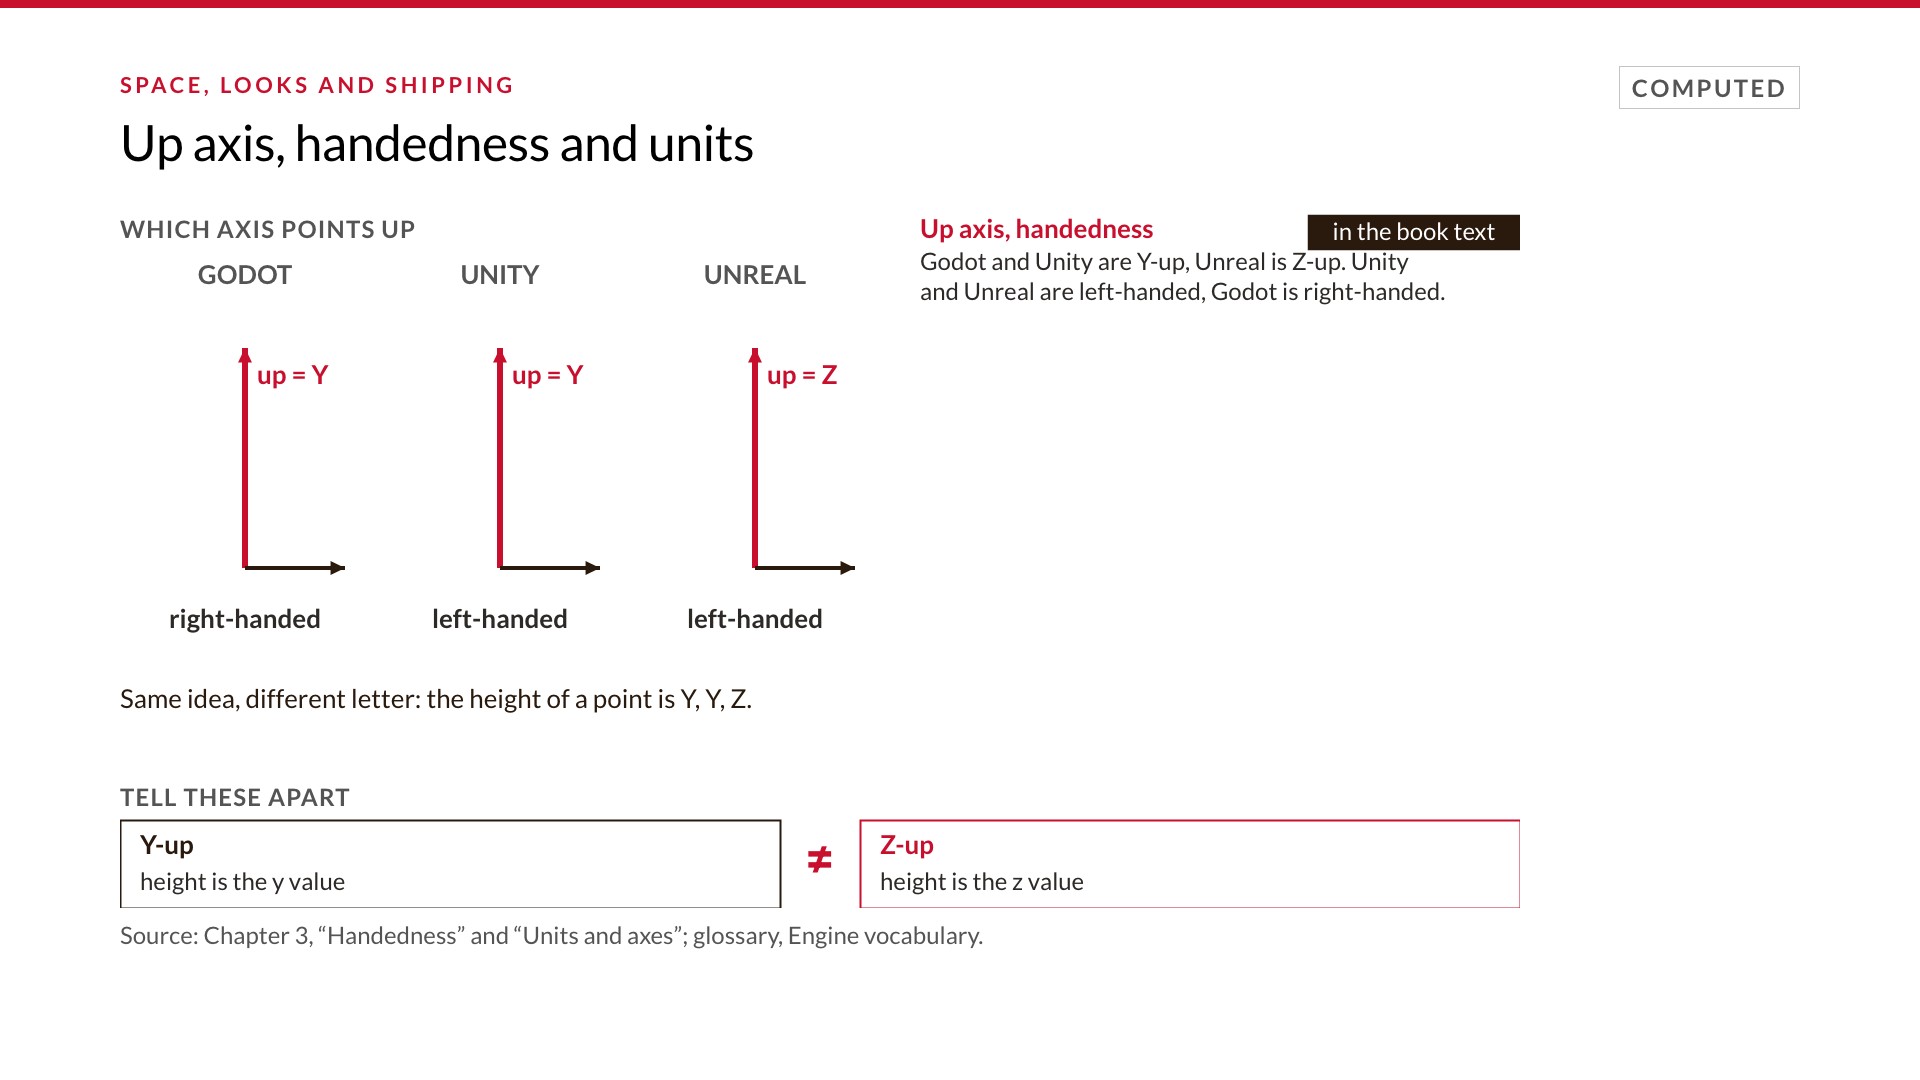 SPACE, LOOKS AND SHIPPING
COMPUTED
Up axis, handedness and units
WHICH AXIS POINTS UP
GODOT
UNITY
UNREAL
up = Y
up = Y
up = Z
right-handed
left-handed
left-handed
Same idea, different letter: the height of a point is Y, Y, Z.
Up axis, handedness
in the book text
Godot and Unity are Y-up, Unreal is Z-up. Unity
and Unreal are left-handed, Godot is right-handed.
TELL THESE APART
Y-up
height is the y value
≠
Z-up
height is the z value
Source: Chapter 3, “Handedness” and “Units and axes”; glossary, Engine vocabulary.